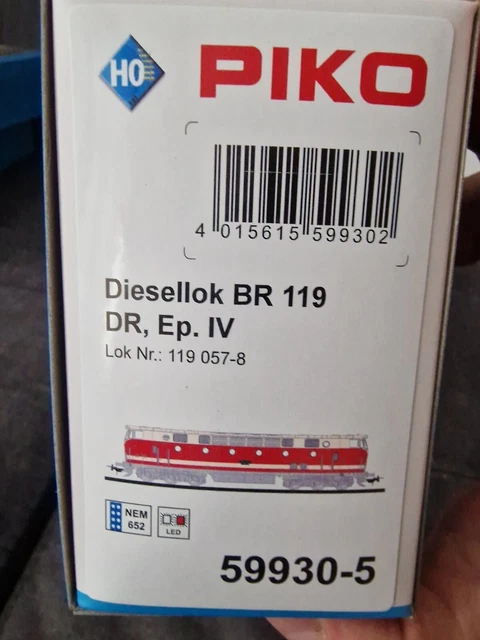 H0
PIKO
4 015615 599302
Diesellok BR 119
DR, Ep. IV
Lok Nr.: 119 057-8
NEM
652
LED
59930-5